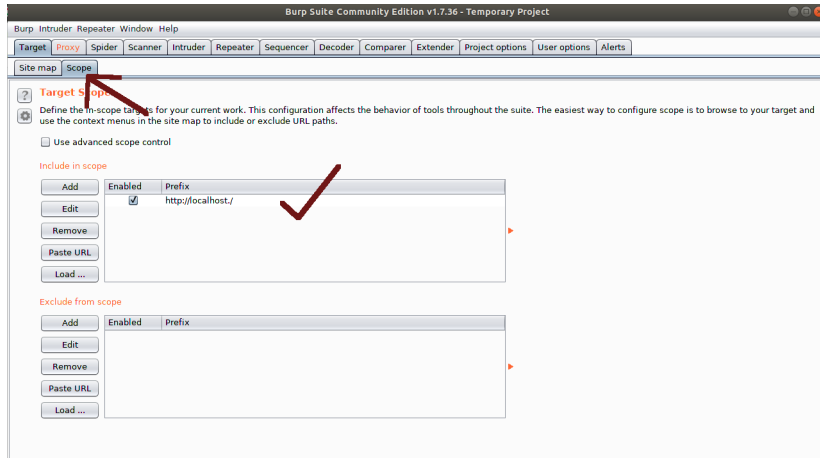 Burp Suite Community Edition v1.7.36 - Temporary Project
Burp Intruder Repeater Window Help
Target Proxy Spider Scanner Intruder Repeater Sequencer Decoder Comparer Extender Project options User options Alerts
Site map Scope
? Target Scope
Define the in-scope targets for your current work. This configuration affects the behavior of tools throughout the suite. The easiest way to configure scope is to browse to your target and
use the context menus in the site map to include or exclude URL paths.
Use advanced scope control
Include in scope
Add Enabled Prefix
http://localhost./
Edit
Remove
Paste URL
Load ...
Exclude from scope
Add Enabled Prefix
Edit
Remove
Paste URL
Load ...